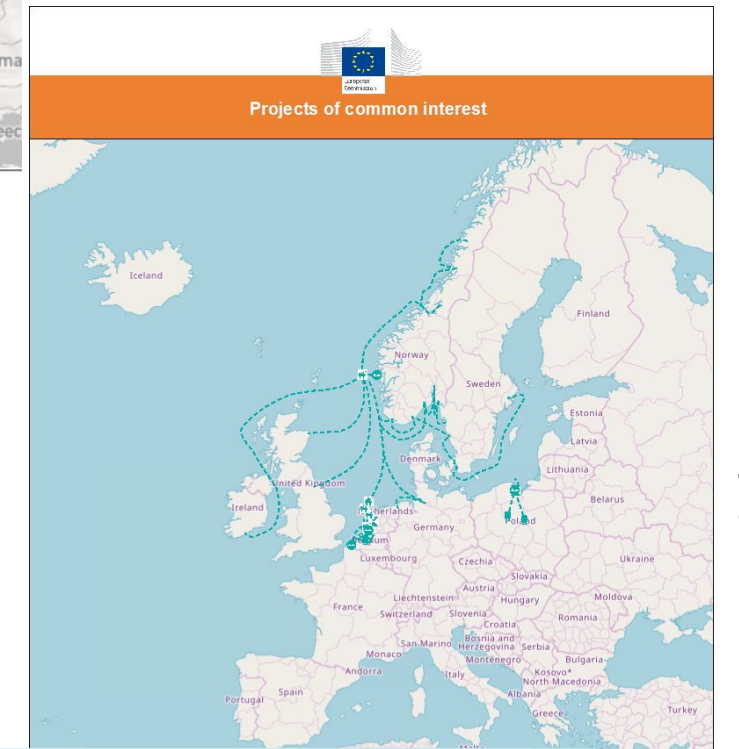 ma
eec
European
Commission
Projects of common interest
Iceland
Finland
Norway
Sweden
Estonia
Latvia
Denmark
Lithuania
United Kingdom
Ireland
Belarus
Poland
Germany
Luxembourg
Ukraine
Czechia
Slovakia
Austria
Moldova
Liechtenstein
Hungary
France
Switzerland
Slovenia
Romania
Croatia
San Marino
Bosnia and
Herzegovina
Serbia
Monaco
Montenegro
Bulgaria
Andorra
Italy
Kosovo*
North Macedonia
Spain
Albania
Portugal
Greece
Turkey